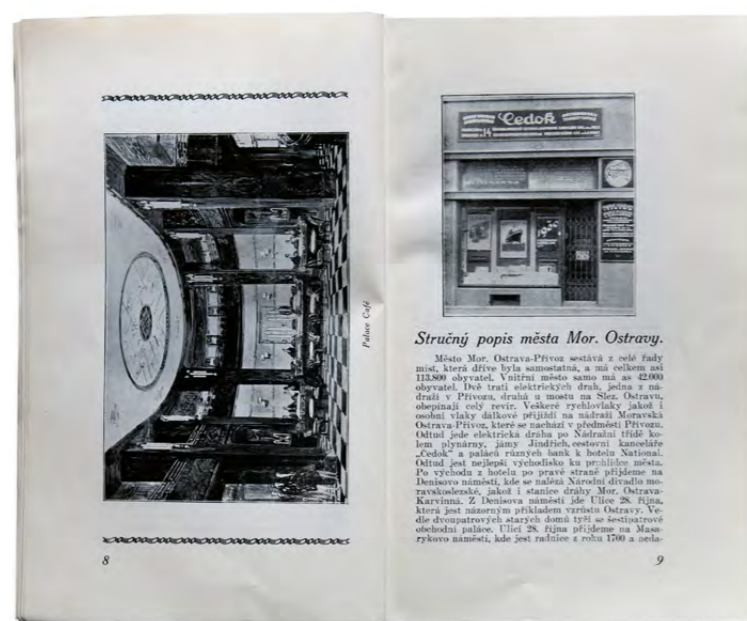 Palace Café
8
Čedok
14
Stručný popis města Mor. Ostravy.
Město Mor. Ostrava-Přívoz sestává z celé řady
míst, která dříve byla samostatná, a má celkem asi
113.800 obyvatel. Vnitřní město samo má as 42.000
obyvatel. Dvě trati elektrických drah, jedna z ná-
draží v Přívozu, druhá u mostu na Slez. Ostravu,
obepínají celý revír. Veškeré rychlovlaky jakož i
osobní vlaky dálkové přijíždí na nádraží Moravská
Ostrava-Přívoz, které se nachází v předměstí Přívozu.
Odtud jede elektrická dráha po Nádražní třídě ko-
lem plynárny, jámy Jindřich, cestovní kanceláře
„Čedok“ a paláců různých bank k hotelu National.
Odtud jest nejlepší východisko ku prohlídce města.
Po východu z hotelu po pravé straně přijdeme na
Denisovo náměstí, kde se nalézá Národní divadlo mo-
ravskoslezské, jakož i stanice dráhy Mor. Ostrava-
Karvinná. Z Denisova náměstí jde Ulice 28. října,
která jest názorným příkladem vzrůstu Ostravy. Ve-
dle dvoupatrových starých domů tyčí se šestipatrové
obchodní paláce. Ulicí 28. října přijdeme na Masa-
rykovo náměstí, kde jest radnice z roku 1700 a neda-
9